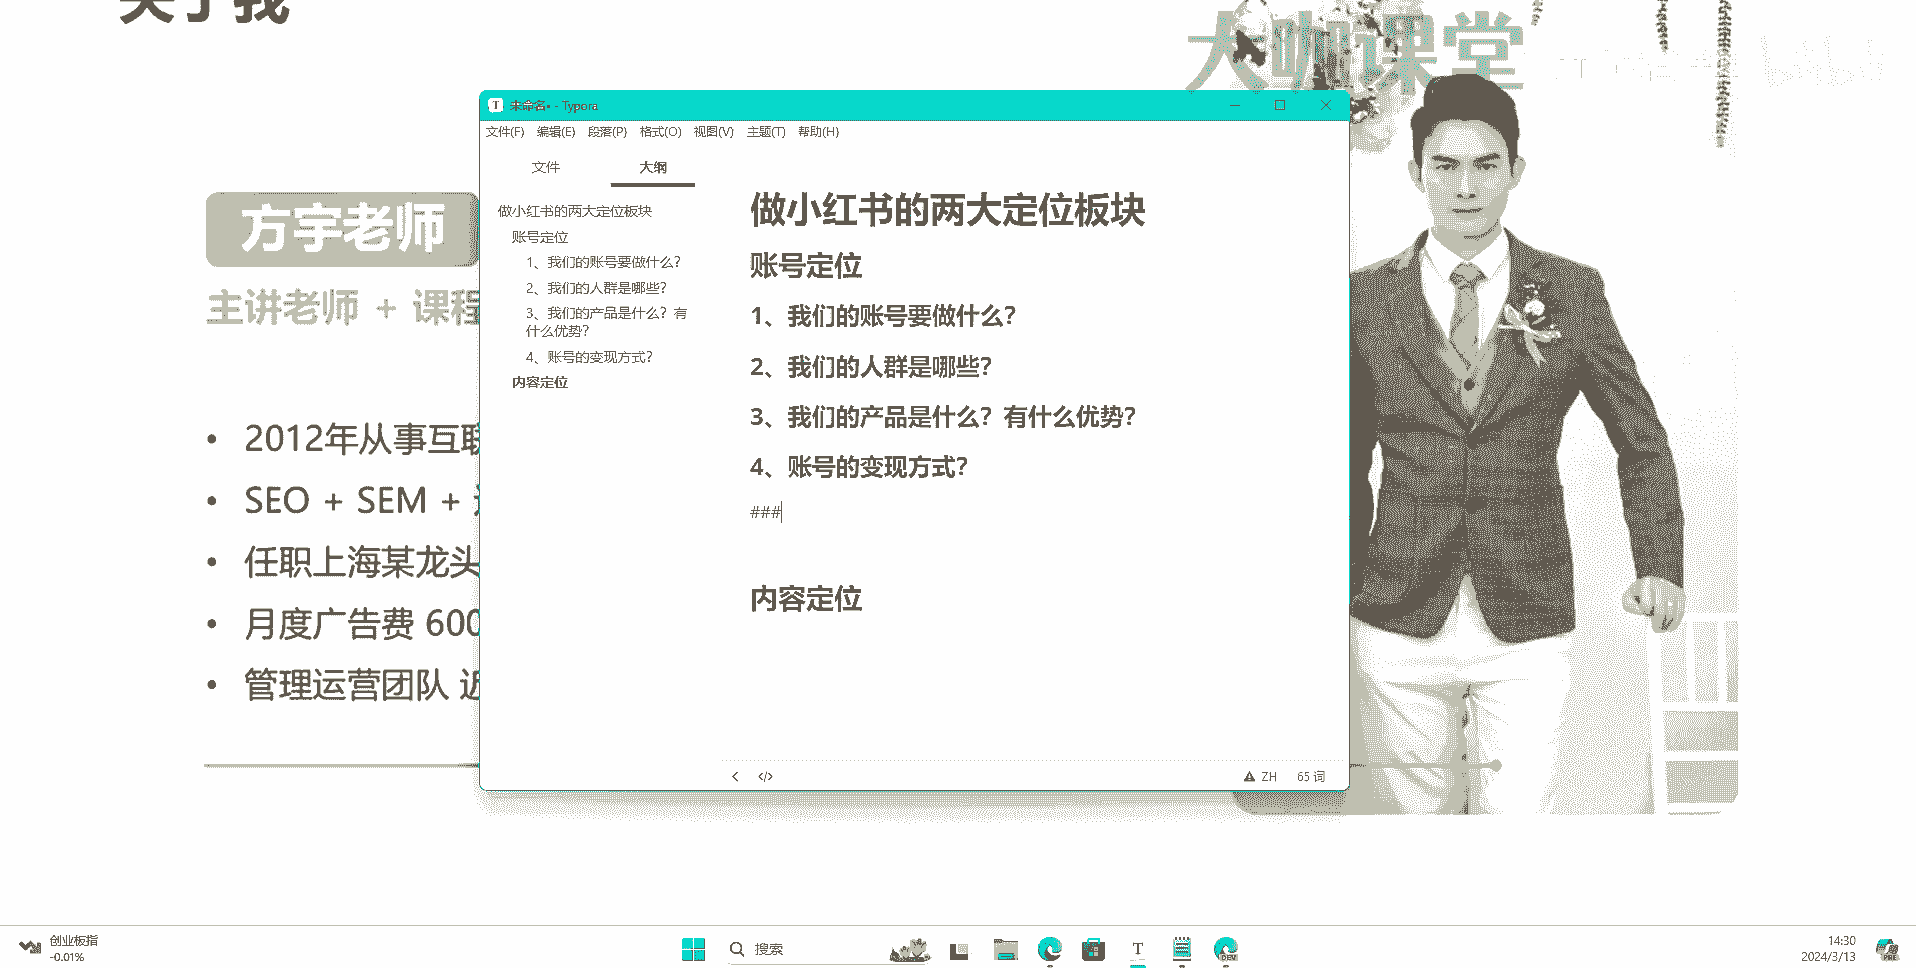 关于我
大咖课堂
方宇老师
主讲老师 + 课程
• 2012年从事互联
• SEO + SEM +
• 任职上海某龙头
• 月度广告费 600
• 管理运营团队 近
未命名• - Typora
文件(F) 编辑(E) 段落(P) 格式(O) 视图(V) 主题(T) 帮助(H)
文件 大纲
做小红书的两大定位板块
账号定位
1、我们的账号要做什么？
2、我们的人群是哪些？
3、我们的产品是什么？有
什么优势？
4、账号的变现方式？
内容定位
做小红书的两大定位板块
账号定位
1、我们的账号要做什么？
2、我们的人群是哪些？
3、我们的产品是什么？有什么优势？
4、账号的变现方式？
###
内容定位
</> ZH 65 词
创业板指
-0.01%
搜索
T
DEV
14:30
2024/3/13
PRE